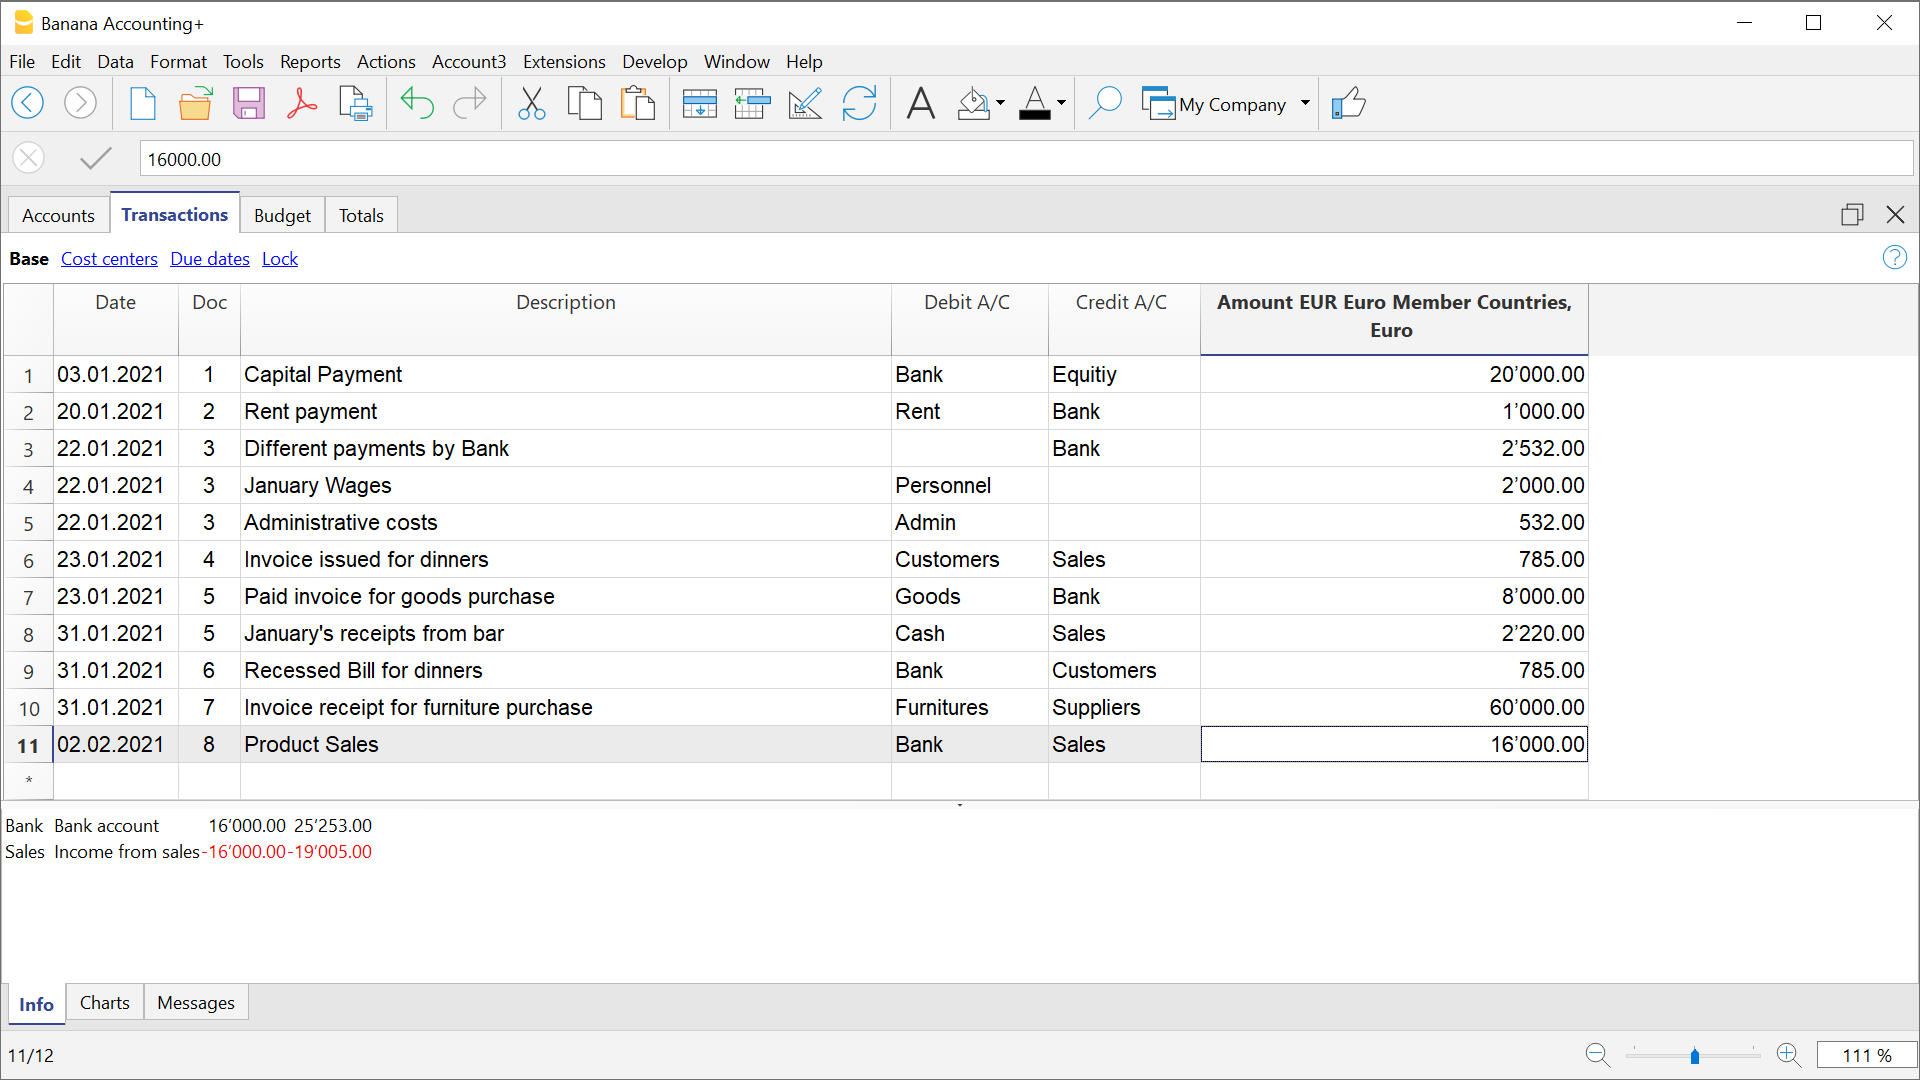 Banana Accounting+
File Edit Data Format Tools Reports Actions Account3 Extensions Develop Window Help
My Company
16000.00
Accounts Transactions Budget Totals
Base Cost centers Due dates Lock
Date Doc Description Debit A/C Credit A/C Amount EUR Euro Member Countries,
Euro
1 03.01.2021 1 Capital Payment Bank Equitiy 20’000.00
2 20.01.2021 2 Rent payment Rent Bank 1’000.00
3 22.01.2021 3 Different payments by Bank Bank 2’532.00
4 22.01.2021 3 January Wages Personnel 2’000.00
5 22.01.2021 3 Administrative costs Admin 532.00
6 23.01.2021 4 Invoice issued for dinners Customers Sales 785.00
7 23.01.2021 5 Paid invoice for goods purchase Goods Bank 8’000.00
8 31.01.2021 5 January's receipts from bar Cash Sales 2’220.00
9 31.01.2021 6 Recessed Bill for dinners Bank Customers 785.00
10 31.01.2021 7 Invoice receipt for furniture purchase Furnitures Suppliers 60’000.00
11 02.02.2021 8 Product Sales Bank Sales 16’000.00
*
Bank Bank account 16’000.00 25’253.00
Sales Income from sales -16’000.00 -19’005.00
Info Charts Messages
11/12
111 %